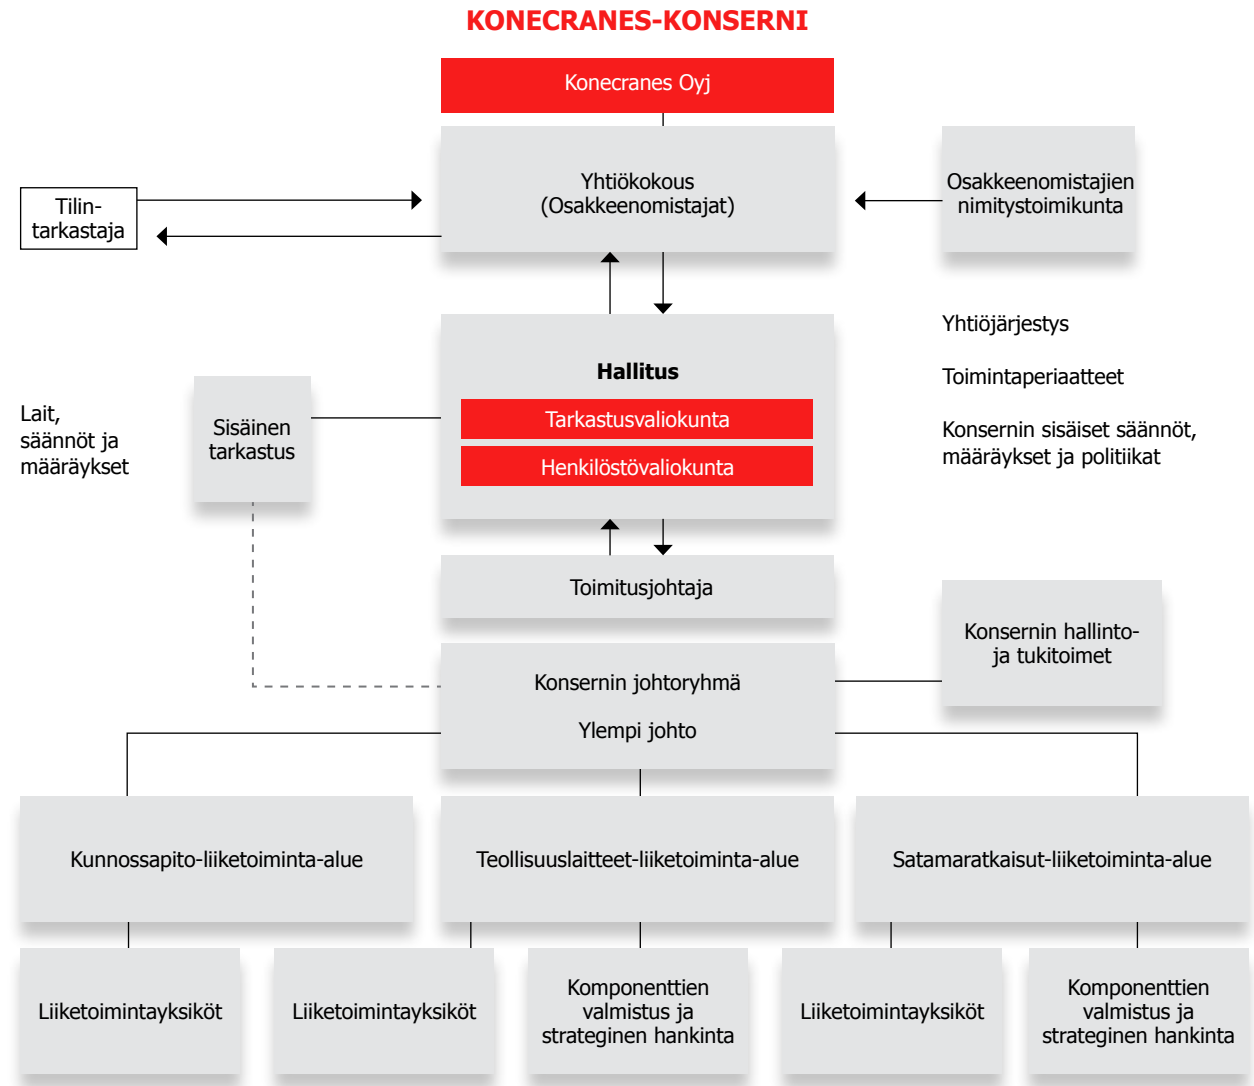 KONECRANES-KONSERNI
Konecranes Oyj
Yhtiökokous
(Osakkeenomistajat)
Osakkeenomistajien
nimitystoimikunta
Tilin-
tarkastaja
Yhtiöjärjestys
Toimintaperiaatteet
Konsernin sisäiset säännöt,
määräykset ja politiikat
Hallitus
Tarkastusvaliokunta
Henkilöstövaliokunta
Lait,
säännöt ja
määräykset
Sisäinen
tarkastus
Toimitusjohtaja
Konsernin hallinto-
ja tukitoimet
Konsernin johtoryhmä
Ylempi johto
Kunnossapito-liiketoiminta-alue
Teollisuuslaitteet-liiketoiminta-alue
Satamaratkaisut-liiketoiminta-alue
Liiketoimintayksiköt
Liiketoimintayksiköt
Komponenttien
valmistus ja
strateginen hankinta
Liiketoimintayksiköt
Komponenttien
valmistus ja
strateginen hankinta